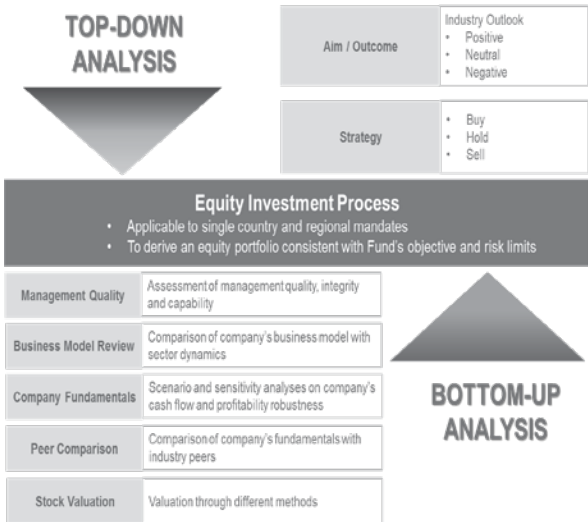 TOP-DOWN
ANALYSIS
Aim / Outcome
Industry Outlook
• Positive
• Neutral
• Negative
Strategy
• Buy
• Hold
• Sell
Equity Investment Process
• Applicable to single country and regional mandates
• To derive an equity portfolio consistent with Fund's objective and risk limits
Management Quality
Assessment of management quality, integrity
and capability
Business Model Review
Comparison of company's business model with
sector dynamics
Company Fundamentals
Scenario and sensitivity analyses on company's
cash flow and profitability robustness
Peer Comparison
Comparison of company's fundamentals with
industry peers
Stock Valuation
Valuation through different methods
BOTTOM-UP
ANALYSIS